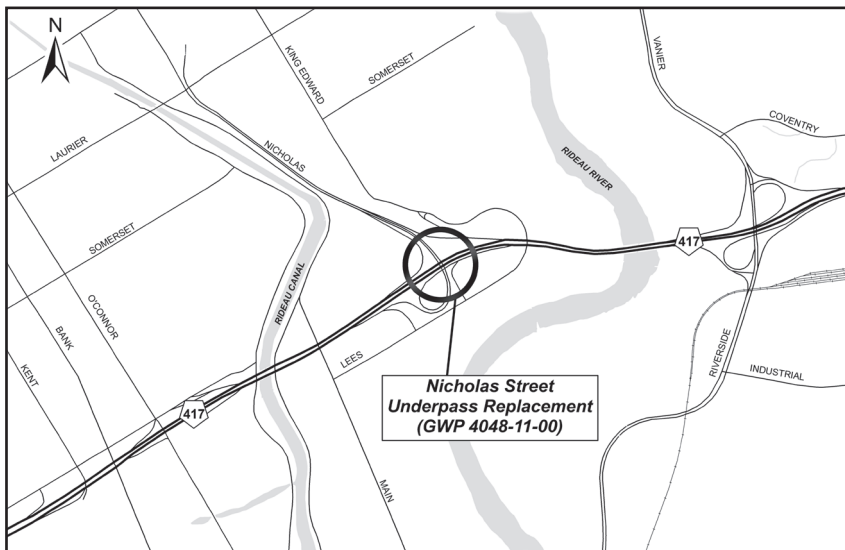 N
KING EDWARD
SOMERSET
VANIER
COVENTRY
LAURIER
NICHOLAS
RIDEAU RIVER
SOMERSET
417
RIDEAU CANAL
O'CONNOR
BANK
KENT
LEES
RIVERSIDE
INDUSTRIAL
Nicholas Street
Underpass Replacement
(GWP 4048-11-00)
417
MAIN